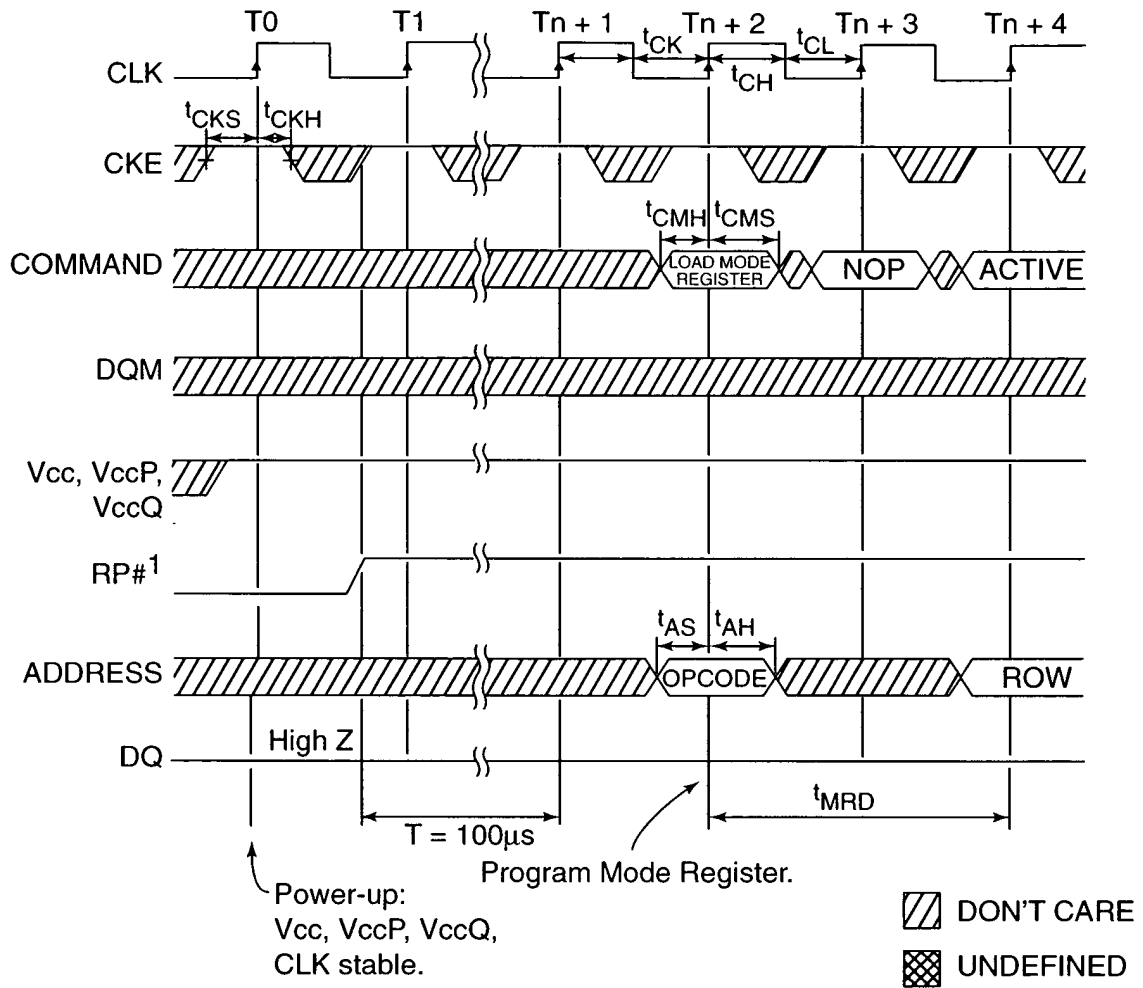 T0 T1 Tn + 1 tCK Tn + 2 tCL Tn + 3 Tn + 4
CLK
tCH
tCKS tCKH
CKE
tCMH tCMS
COMMAND
LOAD MODE
REGISTER
NOP
ACTIVE
DQM
Vcc, VccP,
VccQ
RP#1
tAS tAH
ADDRESS
OPCODE
ROW
High Z
DQ
tMRD
T = 100μs
Program Mode Register.
Power-up:
Vcc, VccP, VccQ,
CLK stable.
DON'T CARE
UNDEFINED